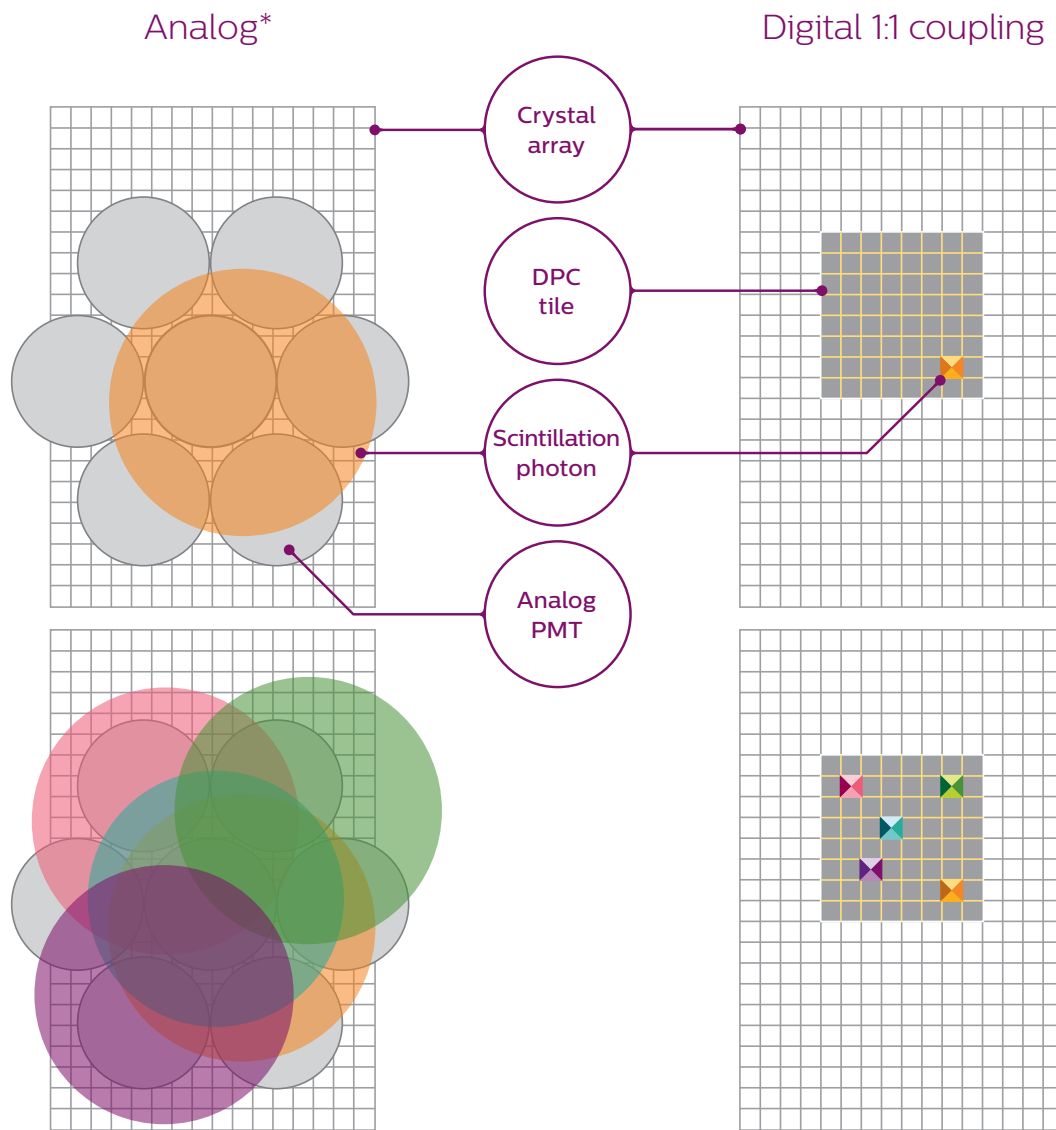 Analog*
Digital 1:1 coupling
Crystal
array
DPC
tile
Scintillation
photon
Analog
PMT